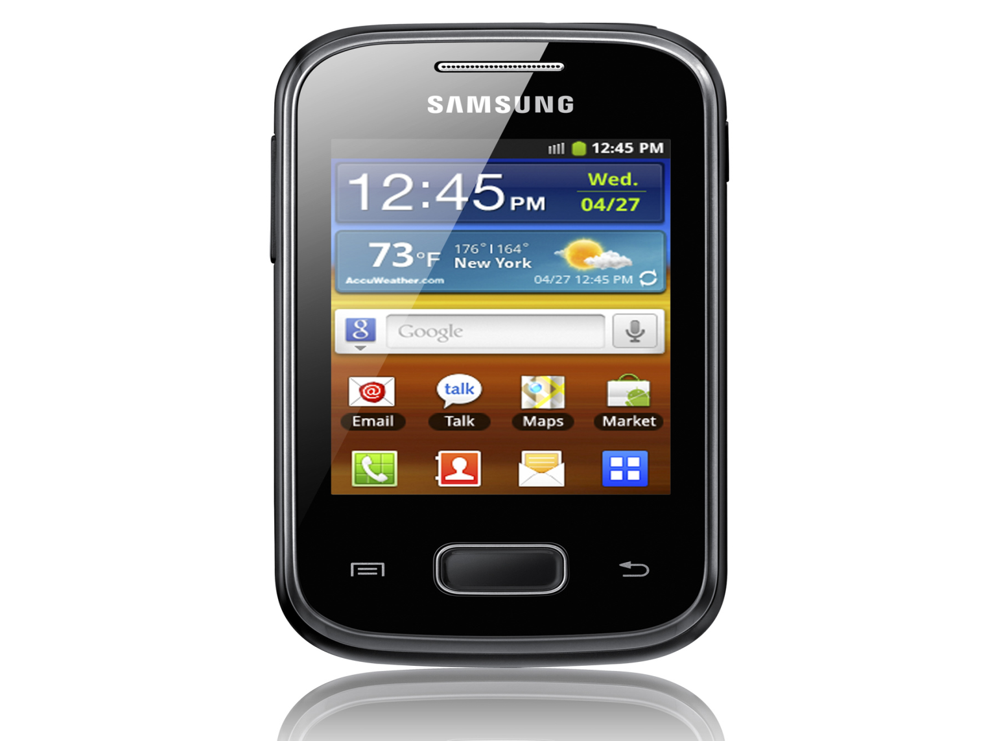 SAMSUNG
12:45 PM
12:45 PM
Wed.
04/27
73°F
176° | 164°
New York
AccuWeather.com
04/27 12:45 PM
g
Google
@
talk
Email
Talk
Maps
Market